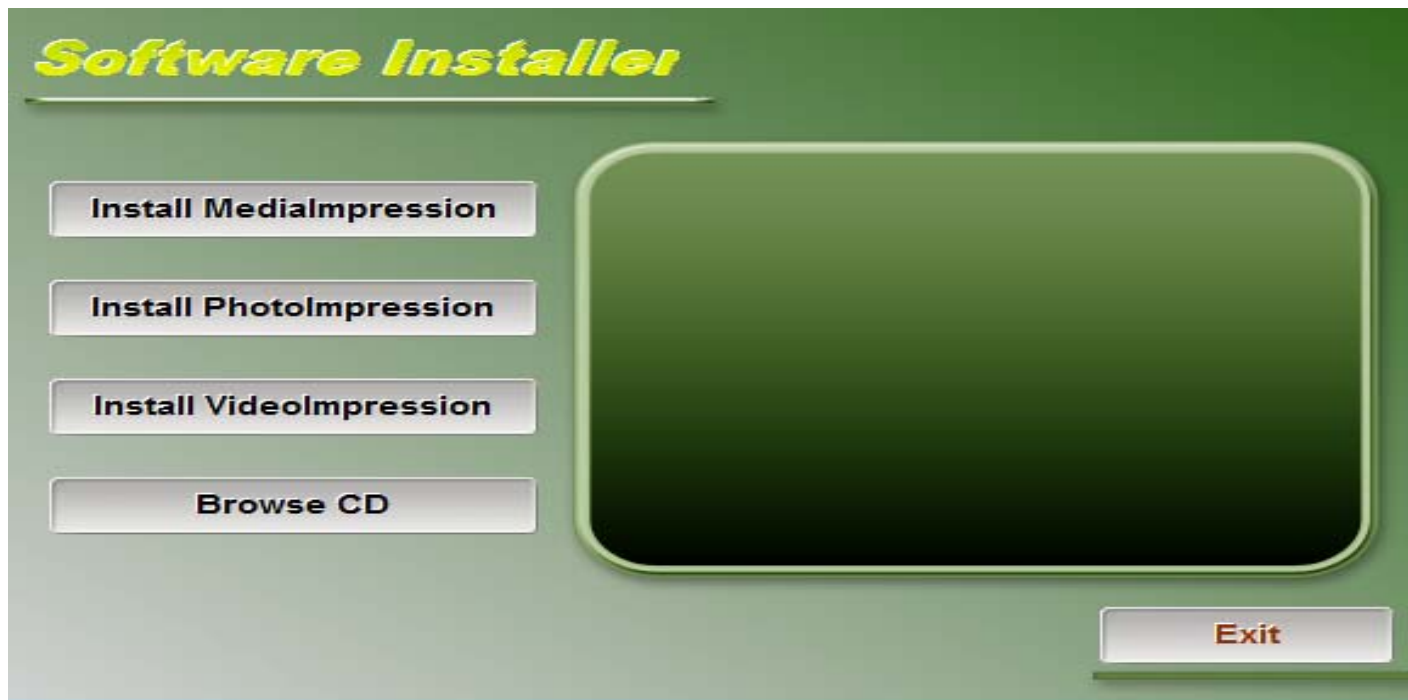 Software Installer
Install MediaImpression
Install PhotoImpression
Install VideoImpression
Browse CD
Exit